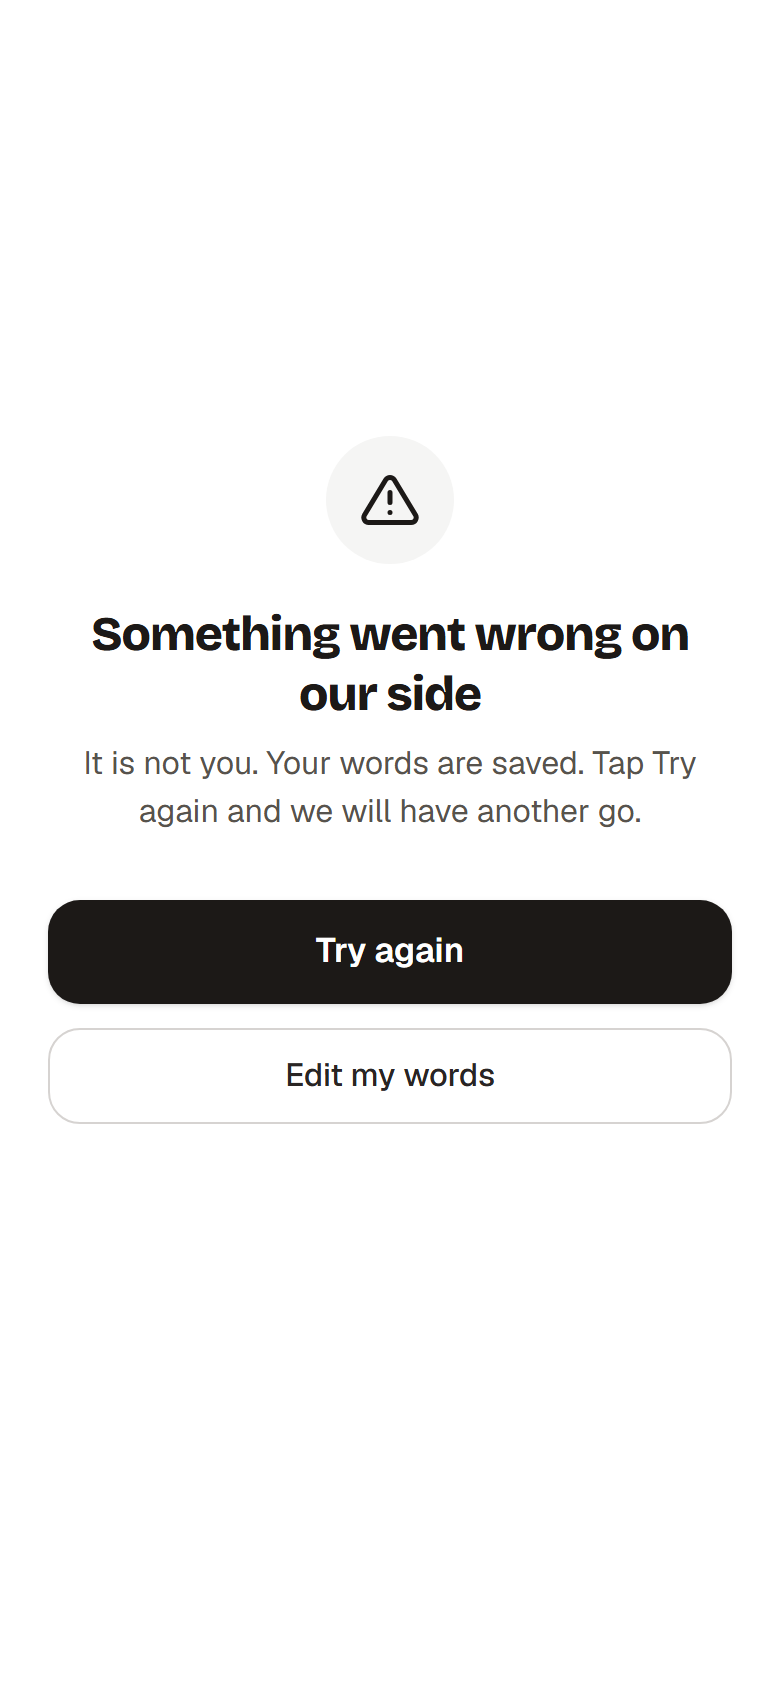 Something went wrong on
our side
It is not you. Your words are saved. Tap Try
again and we will have another go.
Try again
Edit my words